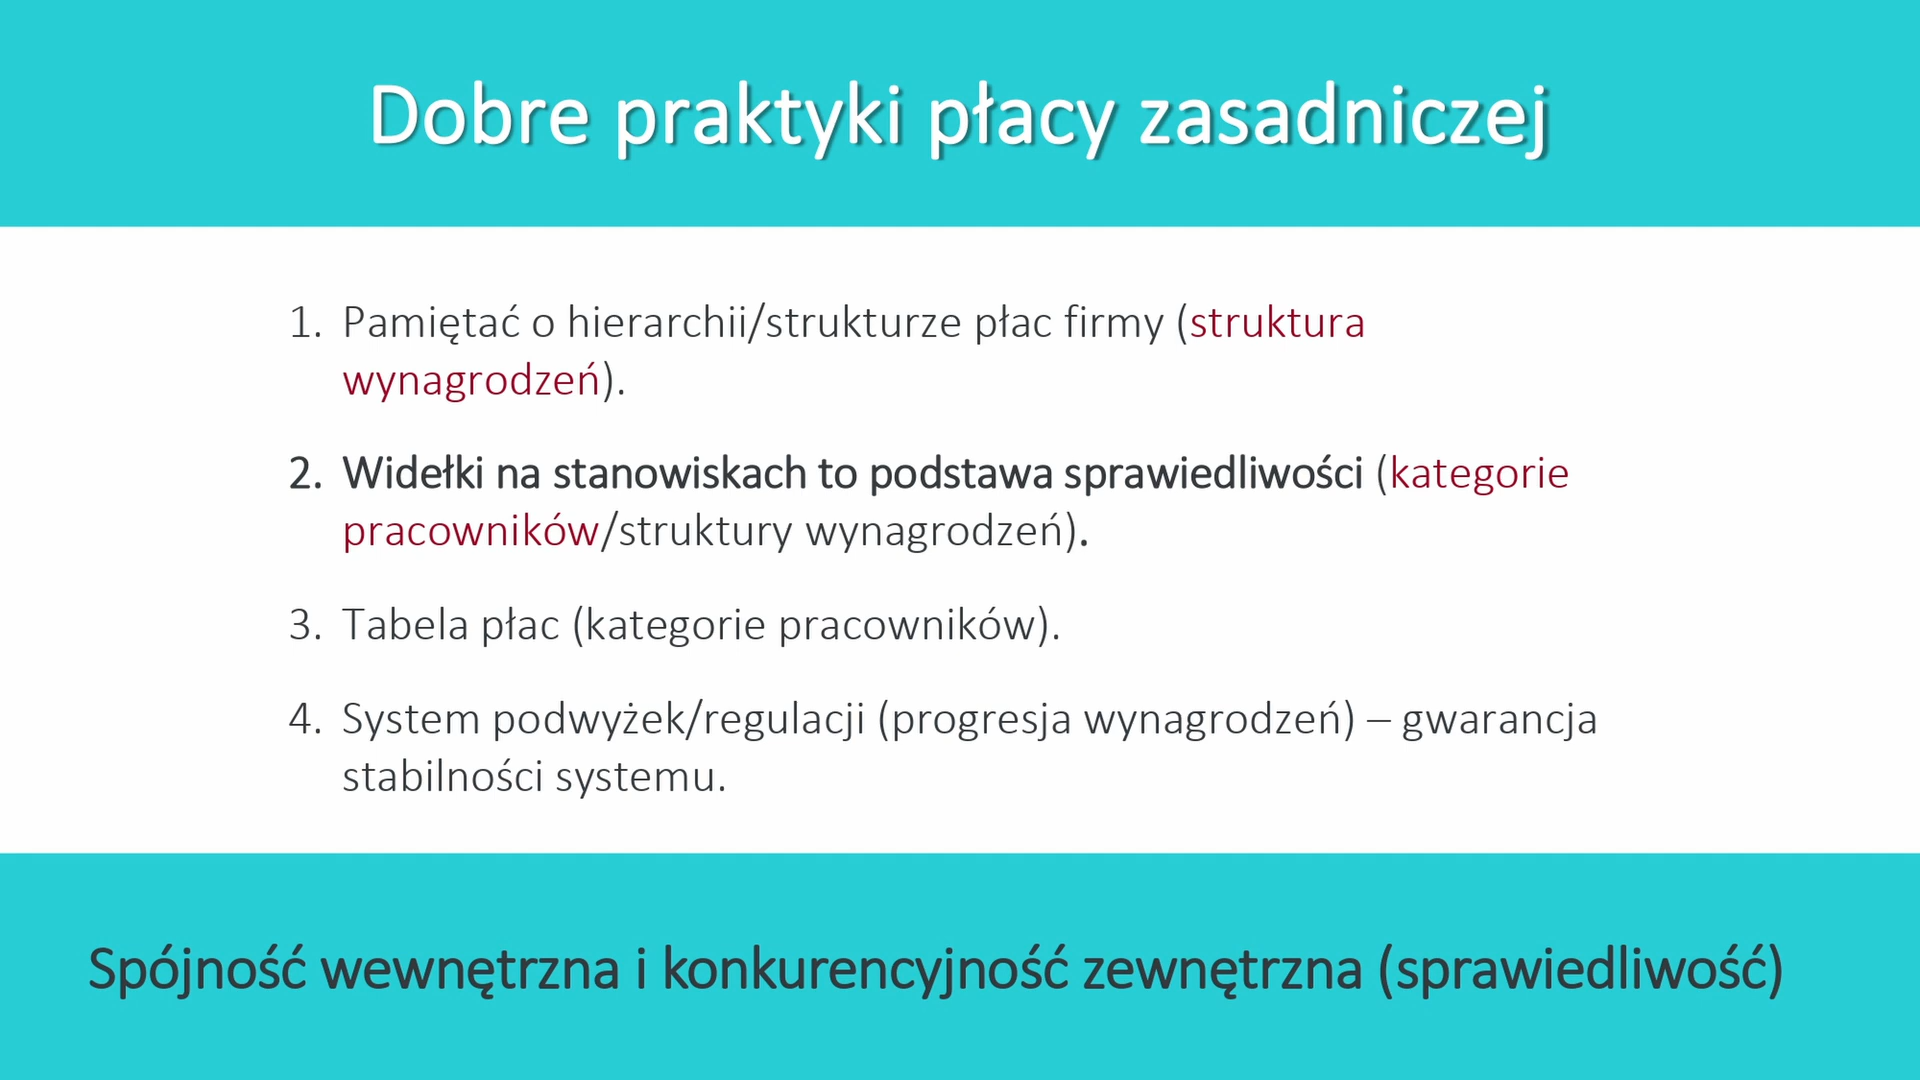 Dobre praktyki płacy zasadniczej
1. Pamiętać o hierarchii/strukturze płac firmy (struktura
wynagrodzeń).
2. Widełki na stanowiskach to podstawa sprawiedliwości (kategorie
pracowników/struktury wynagrodzeń).
3. Tabela płac (kategorie pracowników).
4. System podwyżek/regulacji (progresja wynagrodzeń) – gwarancja
stabilności systemu.
Spójność wewnętrzna i konkurencyjność zewnętrzna (sprawiedliwość)